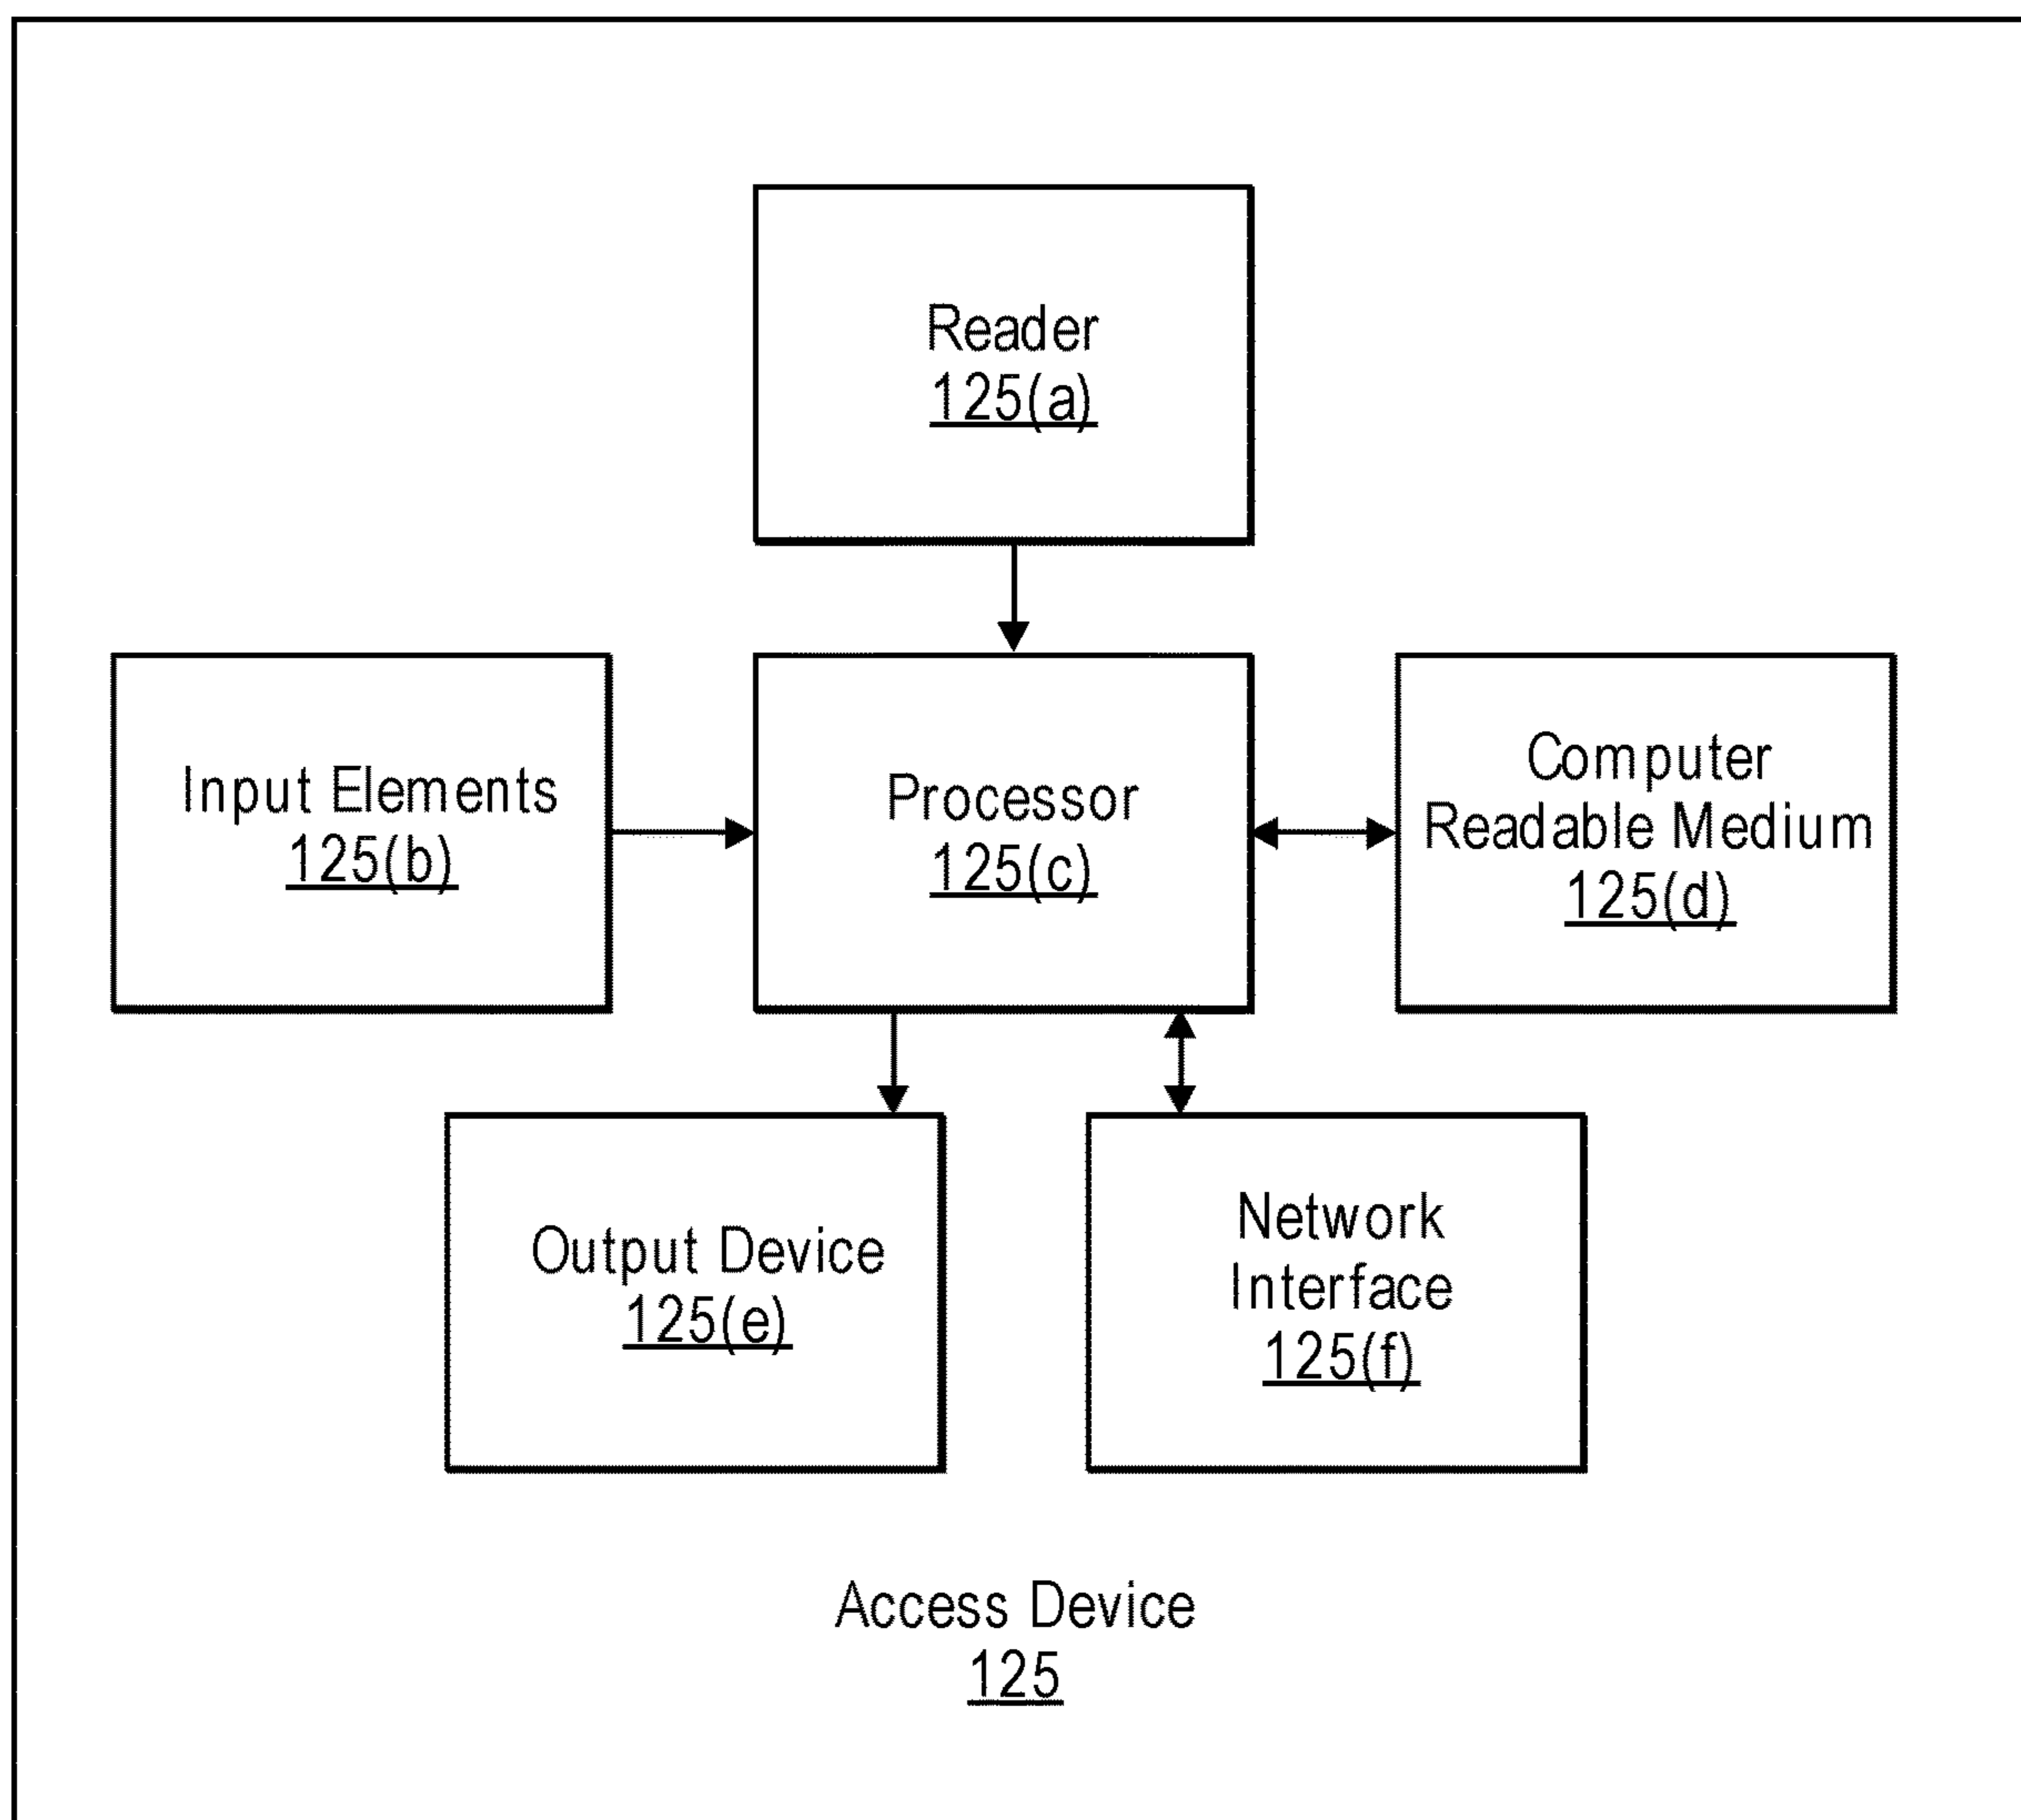 Reader
125(a)
Input Elements
125(b)
Processor
125(c)
Computer
Readable Medium
125(d)
Output Device
125(e)
Network
Interface
125(f)
Access Device
125